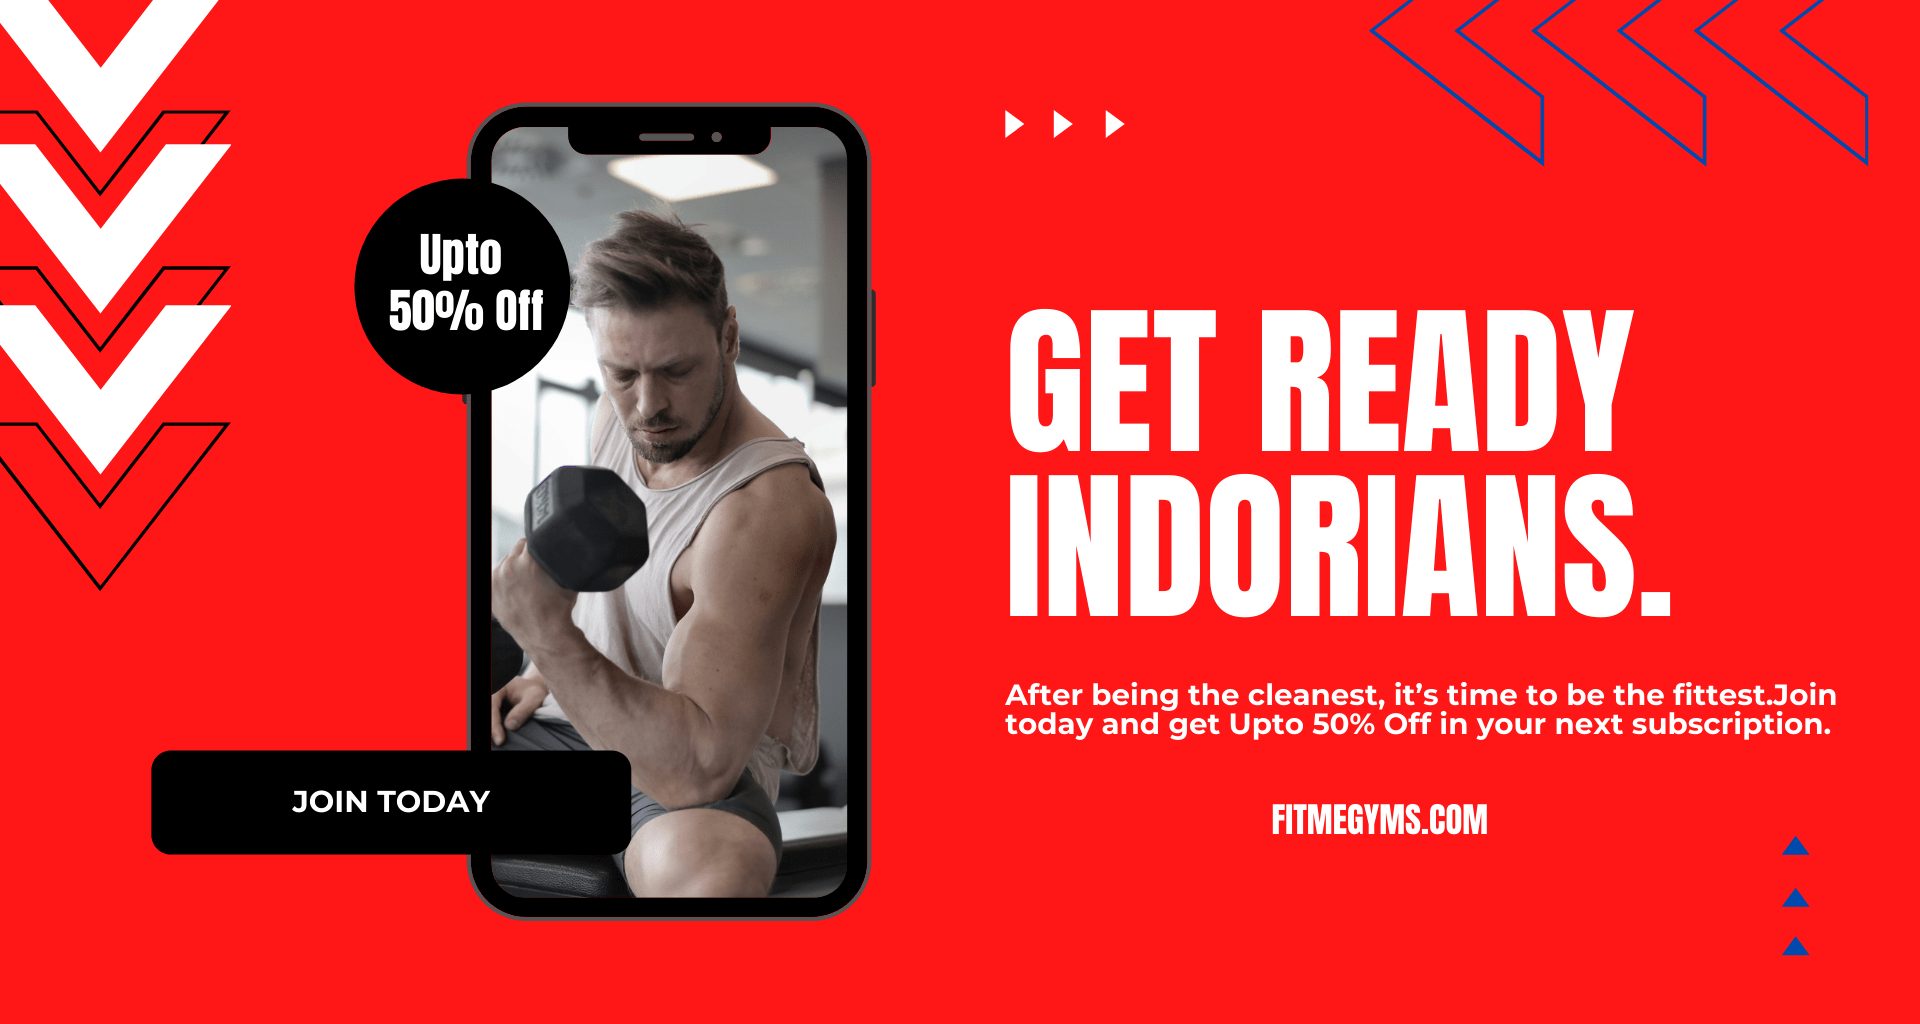 Upto
50% Off
JOIN TODAY
GET READY
INDORIANS.
After being the cleanest, it’s time to be the fittest.Join
today and get Upto 50% Off in your next subscription.
FITMEGYMS.COM